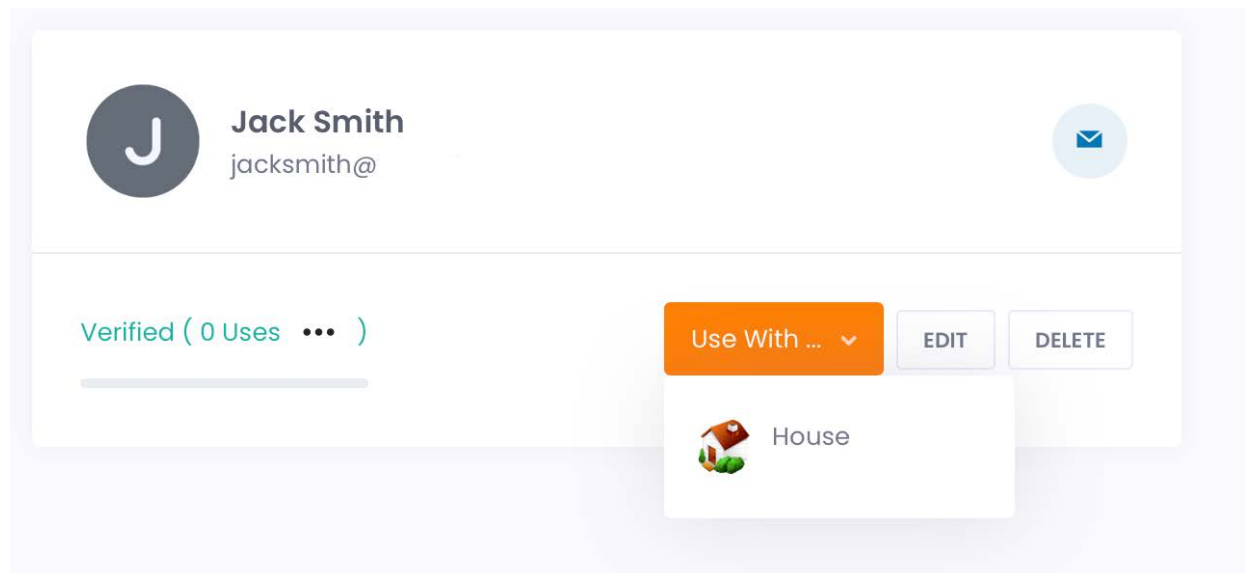 J
Jack Smith
jacksmith@
Verified ( 0 Uses ••• )
Use With ...
EDIT
DELETE
House